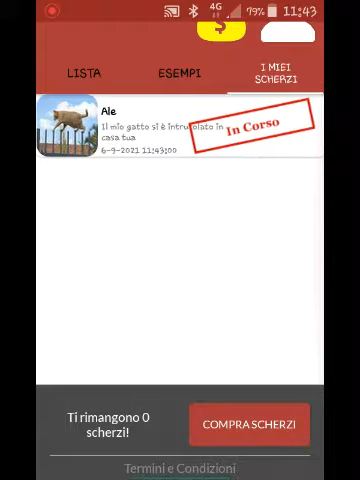 4G 79% 11:43
$
LISTA ESEMPI I MIEI
SCHERZI
Ale
Il mio gatto si è intrufolato in
casa tua
6-9-2021 11:43:00
In Corso
Ti rimangono 0
scherzi!
COMPRA SCHERZI
Termini e Condizioni